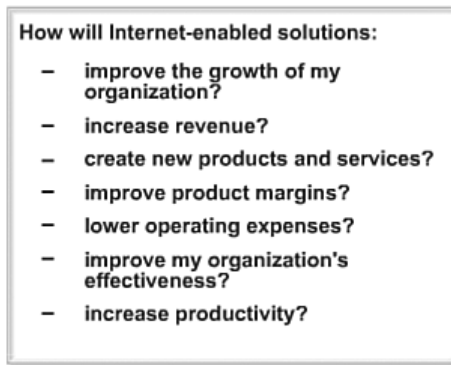 How will Internet-enabled solutions:
– improve the growth of my
organization?
– increase revenue?
– create new products and services?
– improve product margins?
– lower operating expenses?
– improve my organization's
effectiveness?
– increase productivity?